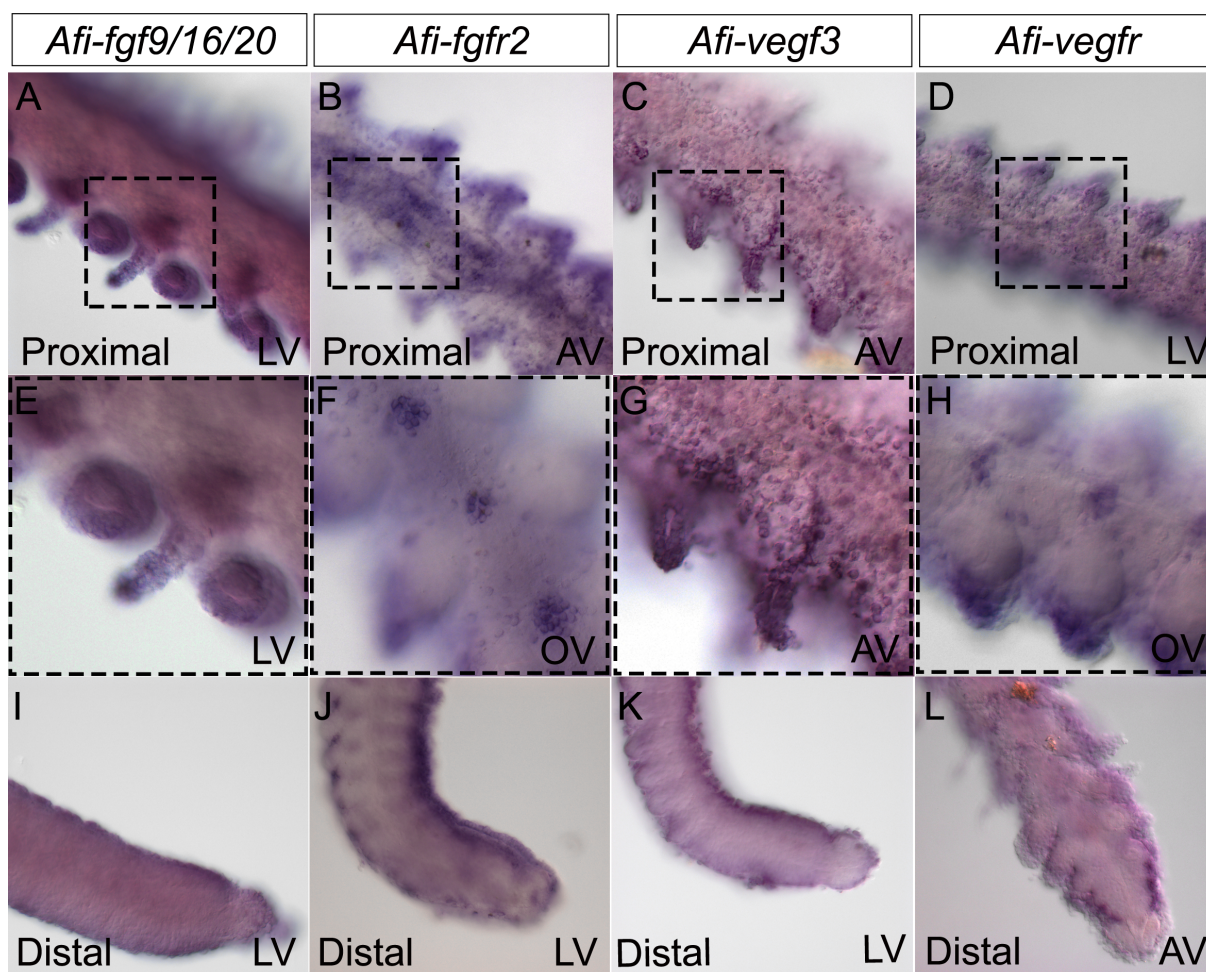 Afi-fgf9/16/20 Afi-fgfr2 Afi-vegf3 Afi-vegfr
A B C D
Proximal LV Proximal AV Proximal AV Proximal LV
E F G H
LV OV AV OV
I J K L
Distal LV Distal LV Distal LV Distal AV